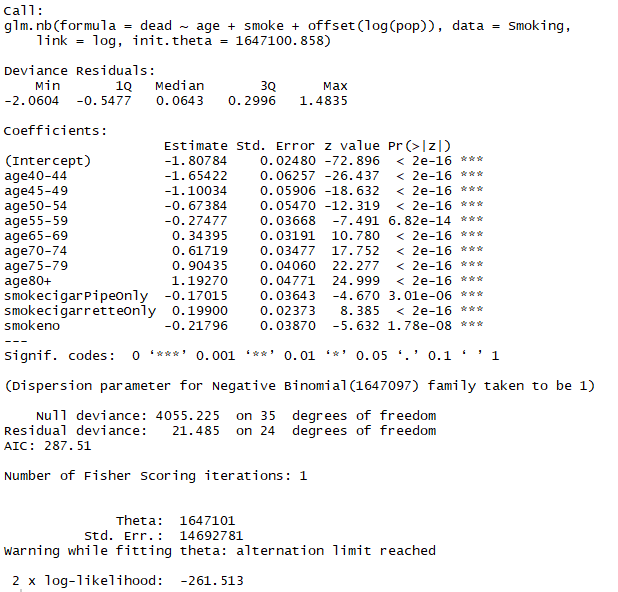 Call:
glm.nb(formula = dead ~ age + smoke + offset(log(pop)), data = Smoking,
    link = log, init.theta = 1647100.858)

Deviance Residuals:
    Min       1Q   Median       3Q      Max
-2.0604  -0.5477   0.0643   0.2996   1.4835

Coefficients:
                    Estimate Std. Error z value Pr(>|z|)
(Intercept)         -1.80784    0.02480 -72.896  < 2e-16 ***
age40-44            -1.65422    0.06257 -26.437  < 2e-16 ***
age45-49            -1.10034    0.05906 -18.632  < 2e-16 ***
age50-54            -0.67384    0.05470 -12.319  < 2e-16 ***
age55-59            -0.27477    0.03668  -7.491 6.82e-14 ***
age65-69             0.34395    0.03191  10.780  < 2e-16 ***
age70-74             0.61719    0.03477  17.752  < 2e-16 ***
age75-79             0.90435    0.04060  22.277  < 2e-16 ***
age80+               1.19270    0.04771  24.999  < 2e-16 ***
smokecigarPipeOnly  -0.17015    0.03643  -4.670 3.01e-06 ***
smokecigarretteOnly  0.19900    0.02373   8.385  < 2e-16 ***
smokeno             -0.21796    0.03870  -5.632 1.78e-08 ***
---
Signif. codes:  0 ‘***’ 0.001 ‘**’ 0.01 ‘*’ 0.05 ‘.’ 0.1 ‘ ’ 1

(Dispersion parameter for Negative Binomial(1647097) family taken to be 1)

    Null deviance: 4055.225  on 35  degrees of freedom
Residual deviance:   21.485  on 24  degrees of freedom
AIC: 287.51

Number of Fisher Scoring iterations: 1


              Theta:  1647101
          Std. Err.:  14692781
Warning while fitting theta: alternation limit reached

 2 x log-likelihood:  -261.513